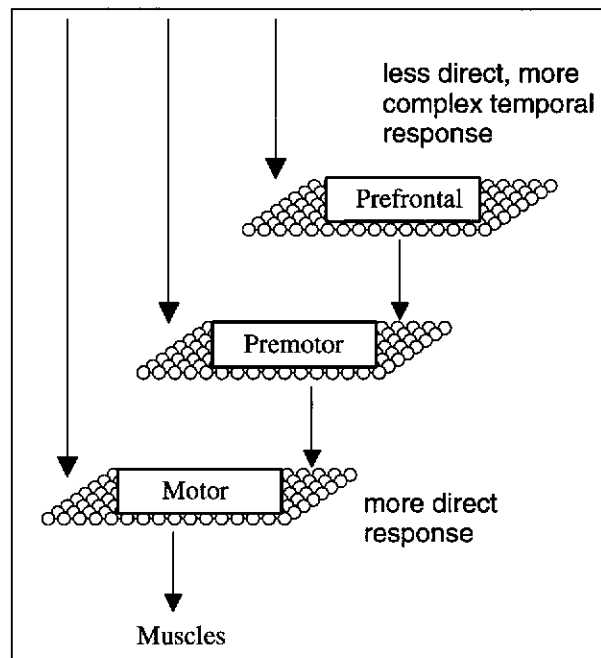 less direct, more
complex temporal
response
Prefrontal
Premotor
Motor
more direct
response
Muscles